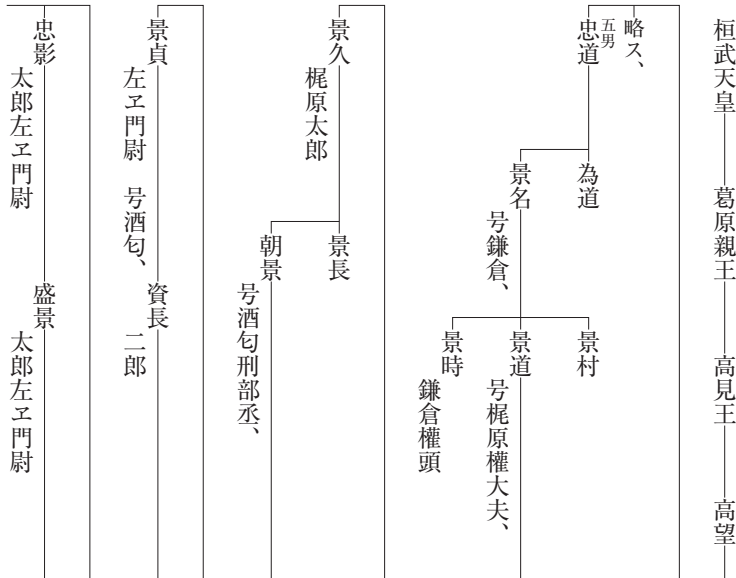 桓武天皇 葛原親王 高見王 高望
略ス、
五男
忠道
為道
景名
号鎌倉、
景村
景道
号梶原權大夫、
景時
鎌倉權頭
景久
梶原太郎
景長
朝景
号酒匂刑部丞、
景貞
左ヱ門尉 号酒匂、
資長
二郎
忠影
太郎左ヱ門尉
盛景
太郎左ヱ門尉